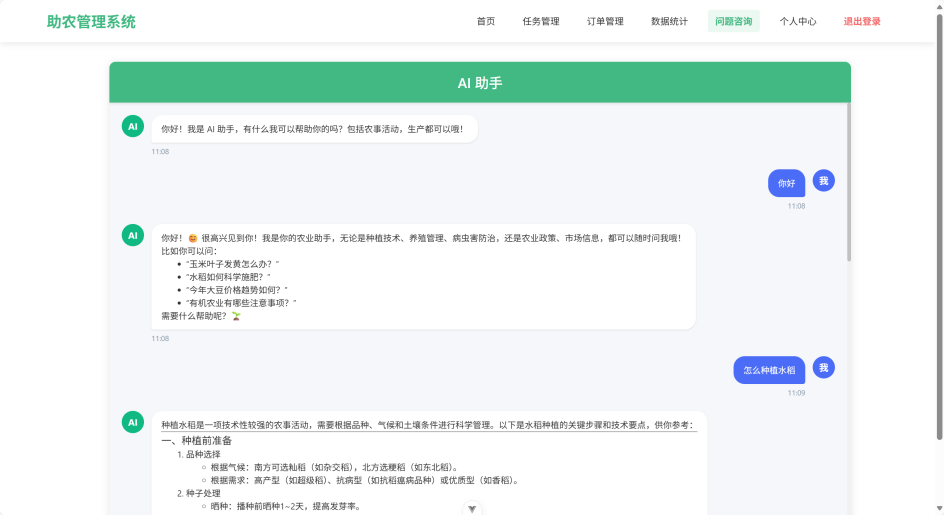 助农管理系统
首页 任务管理 订单管理 数据统计 问题咨询 个人中心 退出登录
AI 助手
AI
你好！我是 AI 助手，有什么我可以帮助你的吗？包括农事活动，生产都可以哦！
11:08
你好
我
11:08
AI
你好！😊 很高兴见到你！我是你的农业助手，无论是种植技术、养殖管理、病虫害防治，还是农业政策、市场信息，都可以随时问我哦！
比如你可以问：
• “玉米叶子发黄怎么办？”
• “水稻如何科学施肥？”
• “今年大豆价格趋势如何？”
• “有机农业有哪些注意事项？”
需要什么帮助呢？🌱
11:08
怎么种植水稻
我
11:09
AI
种植水稻是一项技术性较强的农事活动，需要根据品种、气候和土壤条件进行科学管理。以下是水稻种植的关键步骤和技术要点，供你参考：
一、种植前准备
1. 品种选择
○ 根据气候：南方可选籼稻（如杂交稻），北方选粳稻（如东北稻）。
○ 根据需求：高产型（如超级稻）、抗病型（如抗稻瘟病品种）或优质型（如香稻）。
2. 种子处理
○ 晒种：播种前晒种1~2天，提高发芽率。